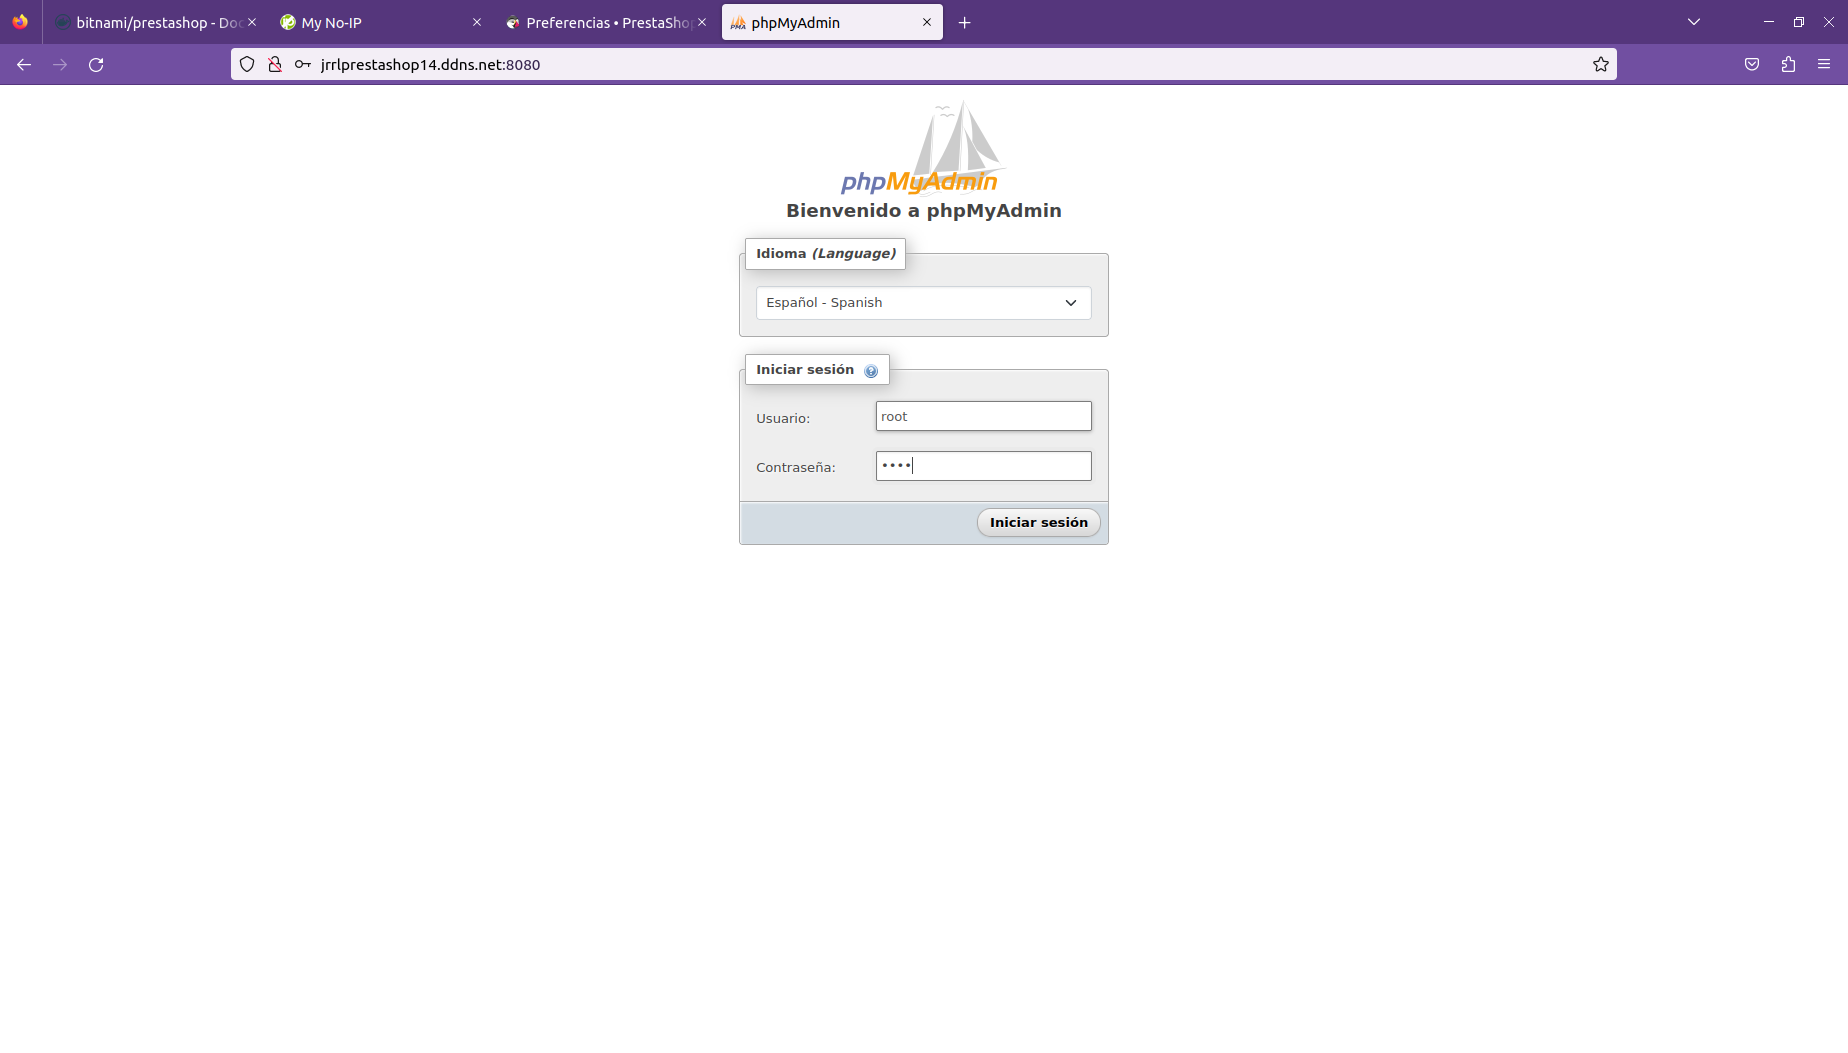 bitnami/prestashop - Doc
My No-IP
Preferencias • PrestaShop
phpMyAdmin
jrrlprestashop14.ddns.net:8080
phpMyAdmin
Bienvenido a phpMyAdmin
Idioma (Language)
Español - Spanish
Iniciar sesión
Usuario:
root
Contraseña:
••••
Iniciar sesión